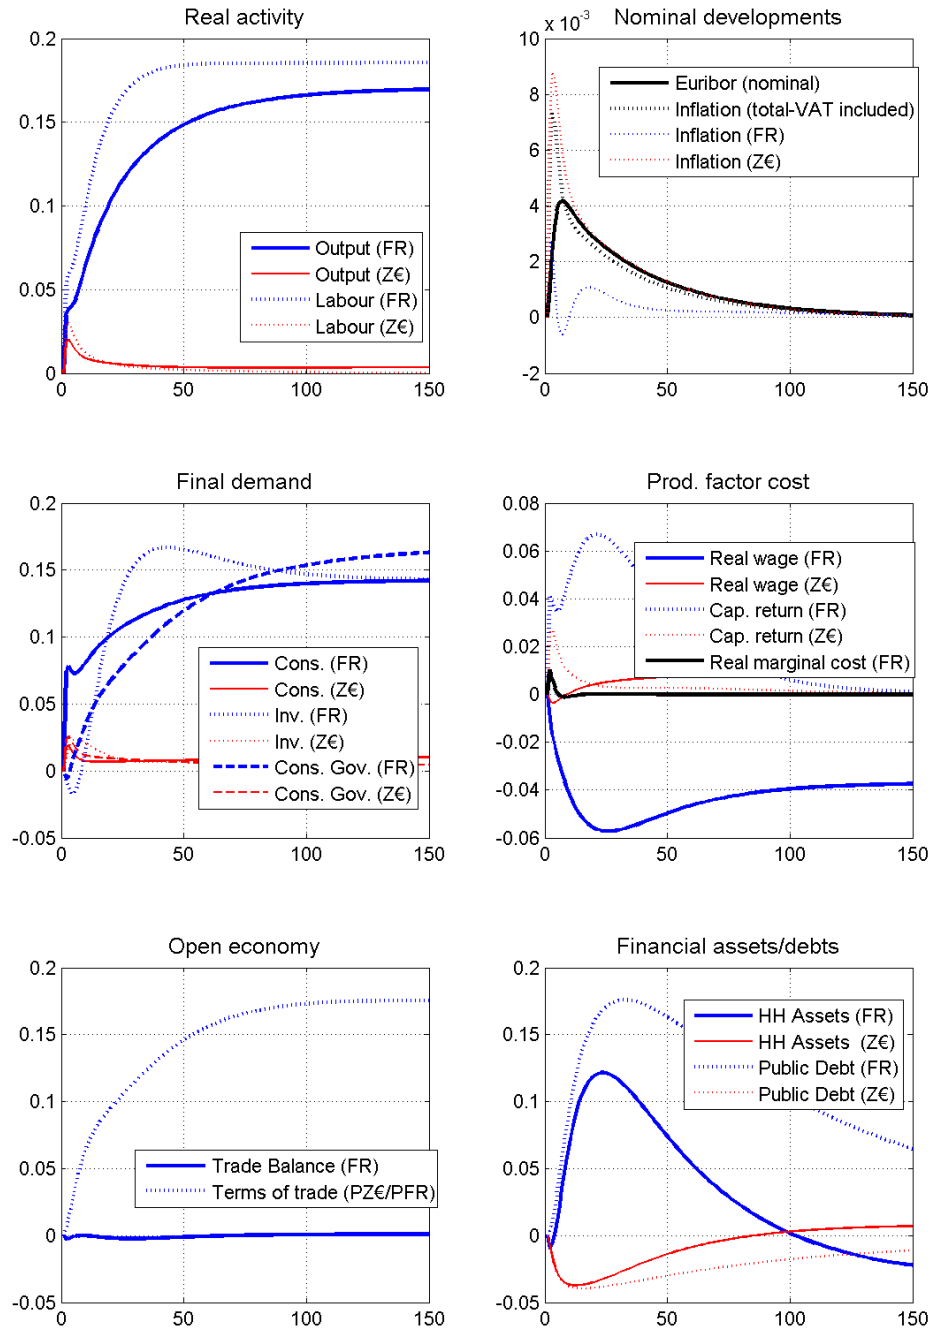 Real activity
0.2
0.15
0.1
0.05
0
0 50 100 150
Output (FR)
Output (Z€)
Labour (FR)
Labour (Z€)
Nominal developments
x 10^-3
10
8
6
4
2
0
-2
0 50 100 150
Euribor (nominal)
Inflation (total-VAT included)
Inflation (FR)
Inflation (Z€)
Final demand
0.2
0.15
0.1
0.05
0
-0.05
0 50 100 150
Cons. (FR)
Cons. (Z€)
Inv. (FR)
Inv. (Z€)
Cons. Gov. (FR)
Cons. Gov. (Z€)
Prod. factor cost
0.08
0.06
0.04
0.02
0
-0.02
-0.04
-0.06
0 50 100 150
Real wage (FR)
Real wage (Z€)
Cap. return (FR)
Cap. return (Z€)
Real marginal cost (FR)
Open economy
0.2
0.15
0.1
0.05
0
-0.05
0 50 100 150
Trade Balance (FR)
Terms of trade (PZ€/PFR)
Financial assets/debts
0.2
0.15
0.1
0.05
0
-0.05
0 50 100 150
HH Assets (FR)
HH Assets (Z€)
Public Debt (FR)
Public Debt (Z€)